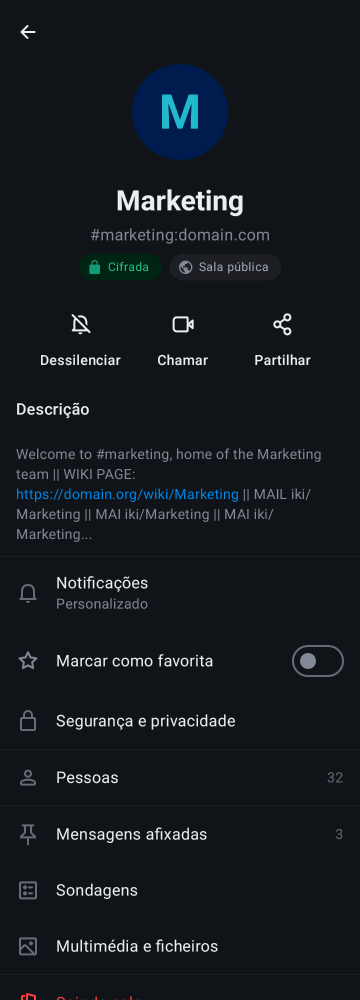 M
Marketing
#marketing:domain.com
Cifrada
Sala pública
Dessilenciar
Chamar
Partilhar
Descrição
Welcome to #marketing, home of the Marketing
team || WIKI PAGE:
https://domain.org/wiki/Marketing || MAIL iki/
Marketing || MAI iki/Marketing || MAI iki/
Marketing...
Notificações
Personalizado
Marcar como favorita
Segurança e privacidade
Pessoas
32
Mensagens afixadas
3
Sondagens
Multimédia e ficheiros